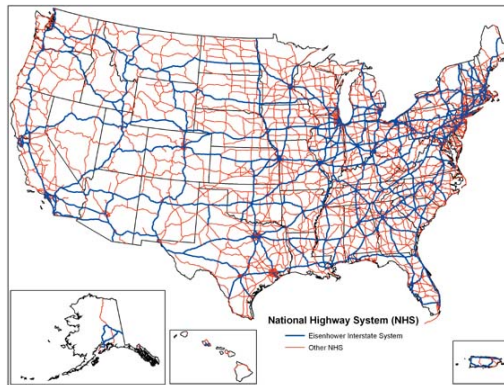 National Highway System (NHS)
Eisenhower Interstate System
Other NHS